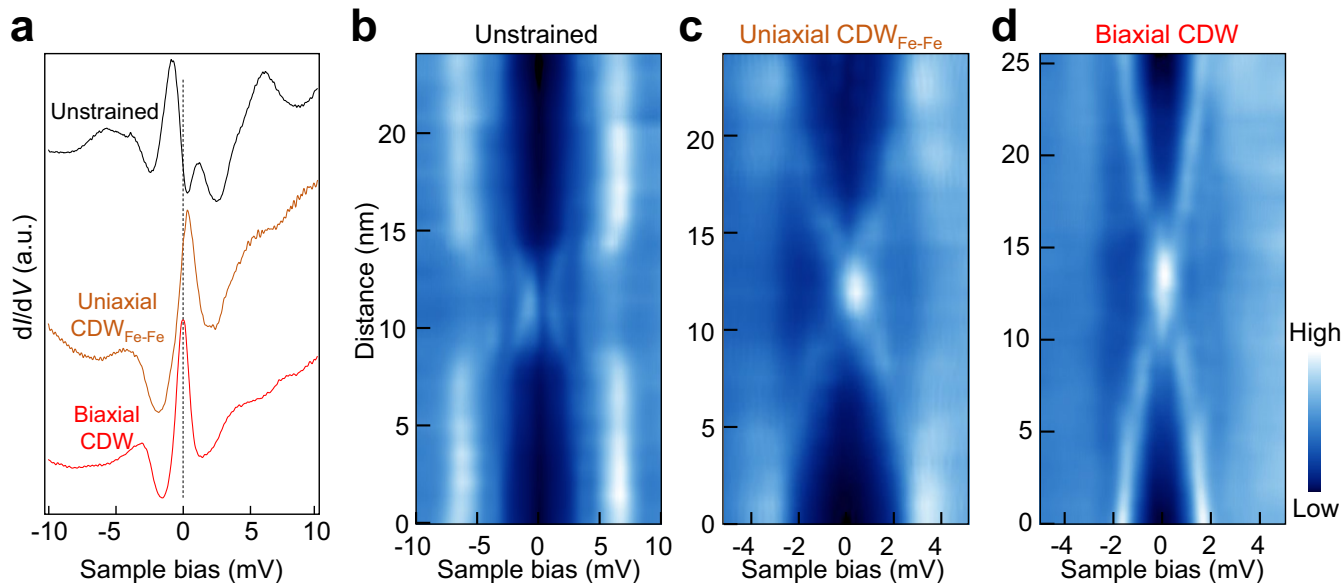 a
b
c
d
Unstrained
Uniaxial CDWFe-Fe
Biaxial CDW
Unstrained
Uniaxial
CDWFe-Fe
Biaxial
CDW
dI/dV (a.u.)
-10
-5
0
5
10
Sample bias (mV)
Distance (nm)
20
15
10
5
0
-10
-5
0
5
10
Sample bias (mV)
20
15
10
5
0
-4
-2
0
2
4
Sample bias (mV)
25
20
15
10
5
0
-4
-2
0
2
4
Sample bias (mV)
High
Low